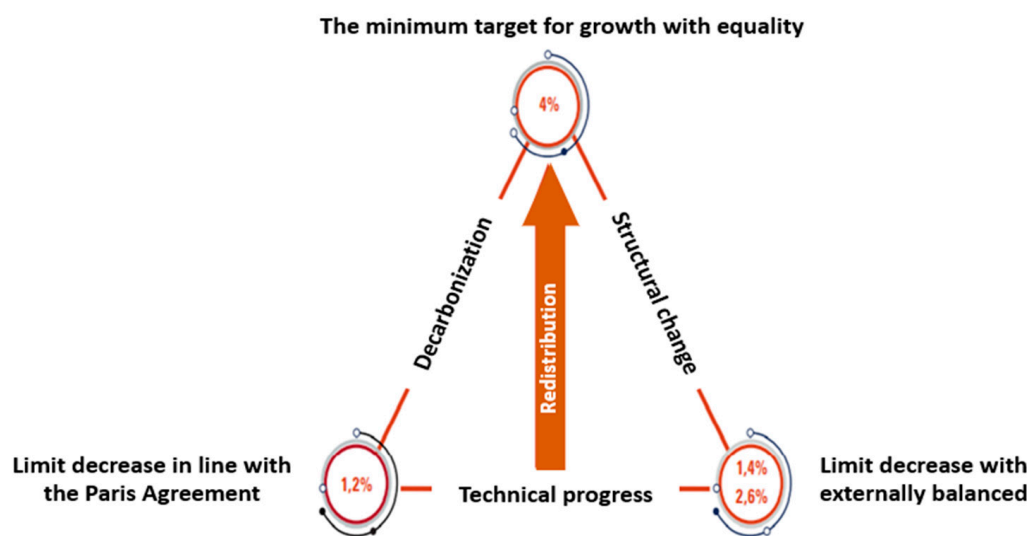 The minimum target for growth with equality
4%
Decarbonization
Redistribution
Structural change
Limit decrease in line with
the Paris Agreement
1,2%
Technical progress
1,4%
2,6%
Limit decrease with
externally balanced